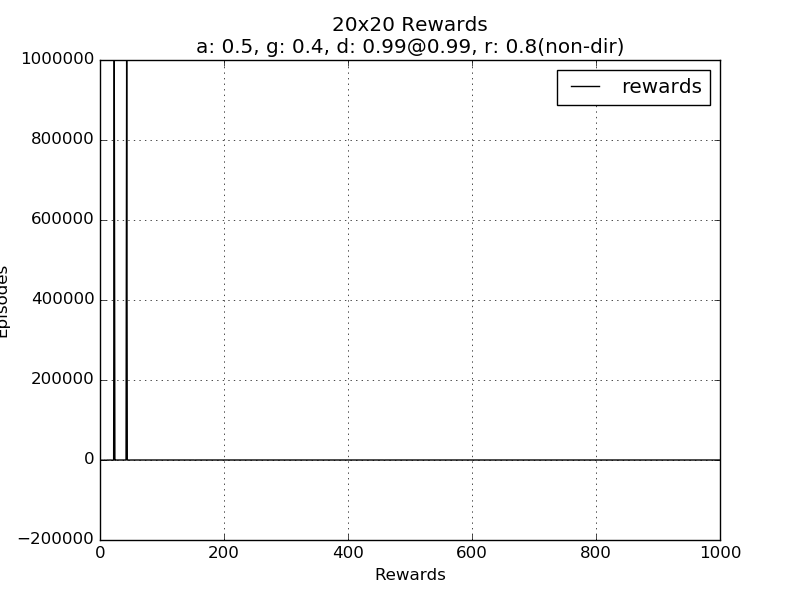 20x20 Rewards
a: 0.5, g: 0.4, d: 0.99@0.99, r: 0.8(non-dir)
rewards
1000000
800000
600000
400000
200000
0
−200000
Episodes
0 200 400 600 800 1000
Rewards